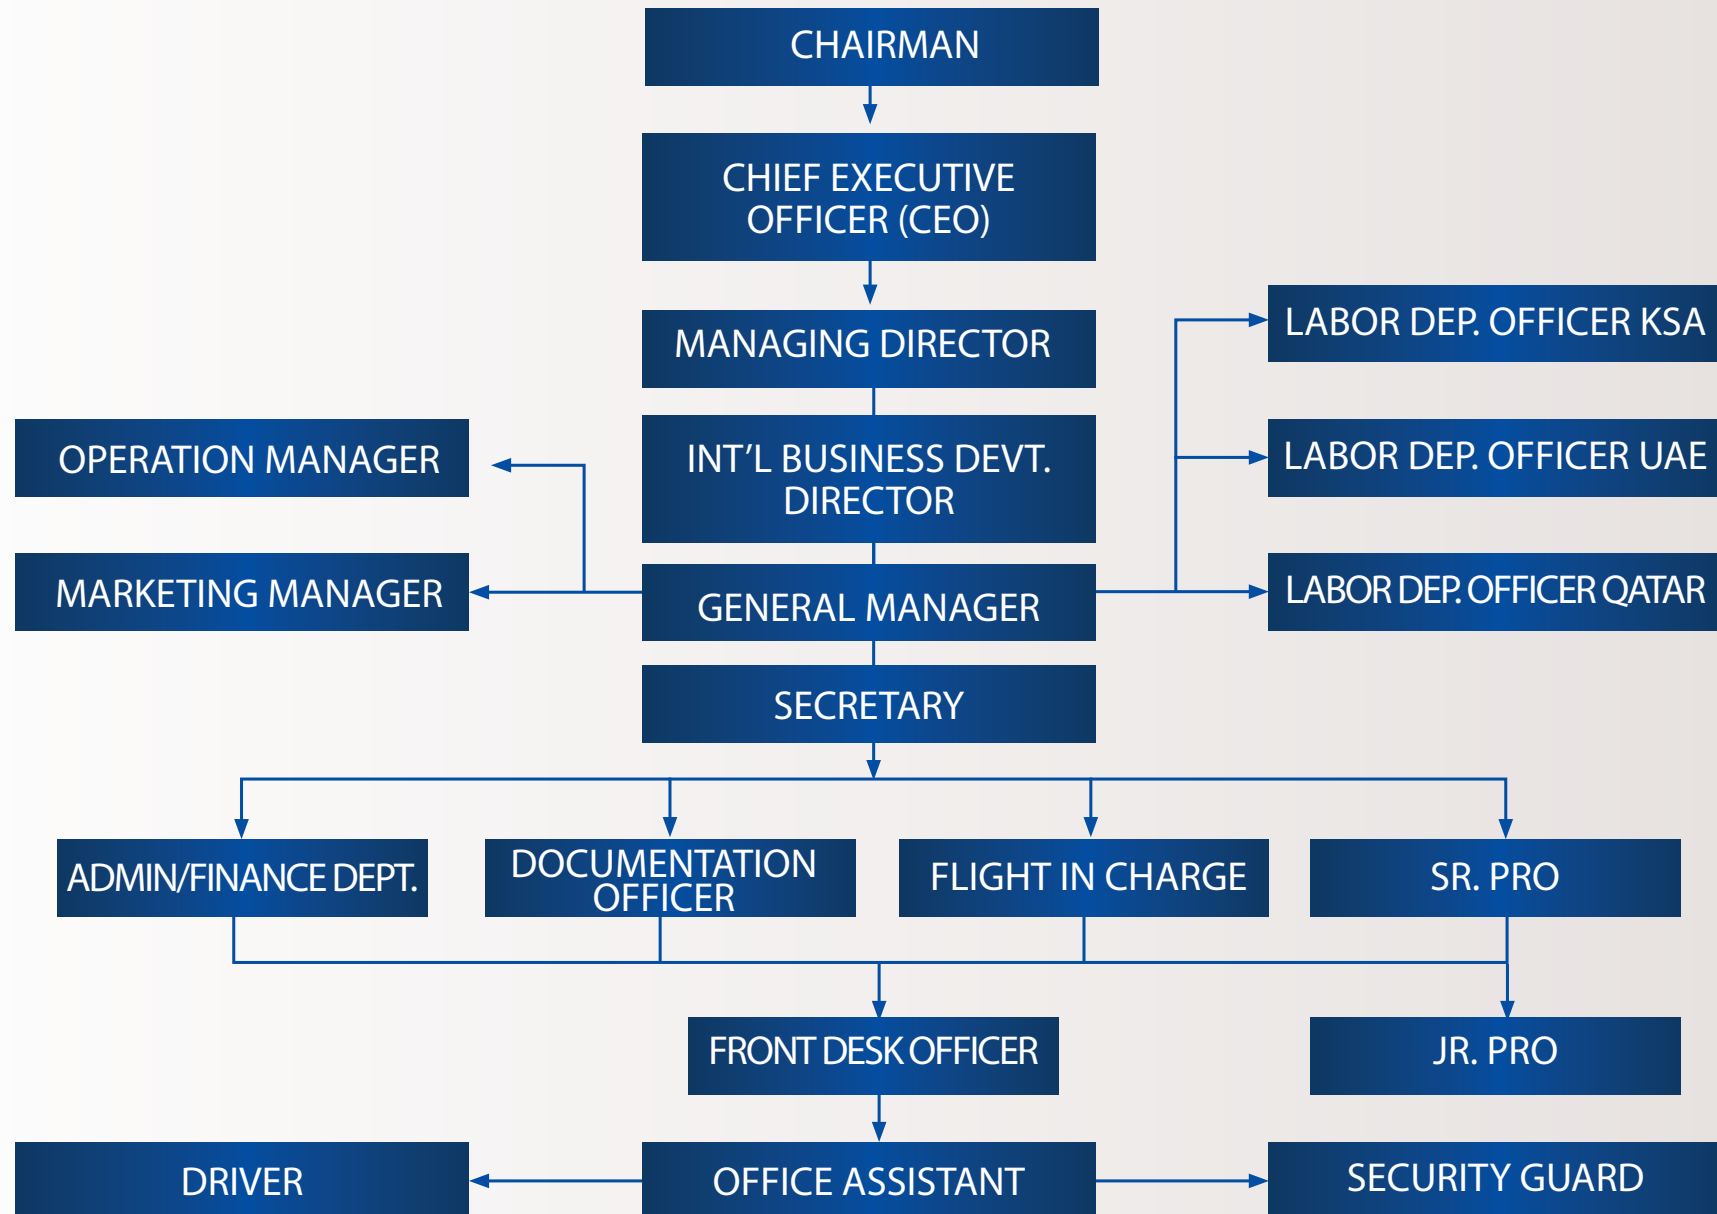 CHAIRMAN
CHIEF EXECUTIVE
OFFICER (CEO)
MANAGING DIRECTOR
LABOR DEP. OFFICER KSA
OPERATION MANAGER
INT’L BUSINESS DEVT.
DIRECTOR
LABOR DEP. OFFICER UAE
MARKETING MANAGER
GENERAL MANAGER
LABOR DEP. OFFICER QATAR
SECRETARY
ADMIN/FINANCE DEPT.
DOCUMENTATION
OFFICER
FLIGHT IN CHARGE
SR. PRO
FRONT DESK OFFICER
JR. PRO
DRIVER
OFFICE ASSISTANT
SECURITY GUARD